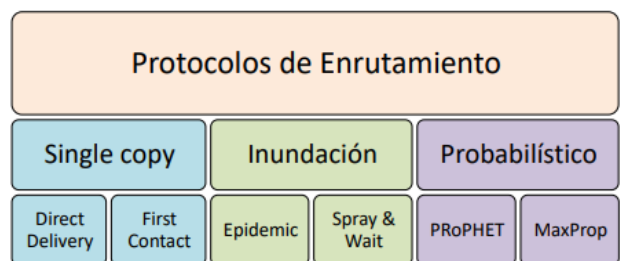 Protocolos de Enrutamiento
Single copy
Inundación
Probabilístico
Direct
Delivery
First
Contact
Epidemic
Spray &
Wait
PRoPHET
MaxProp